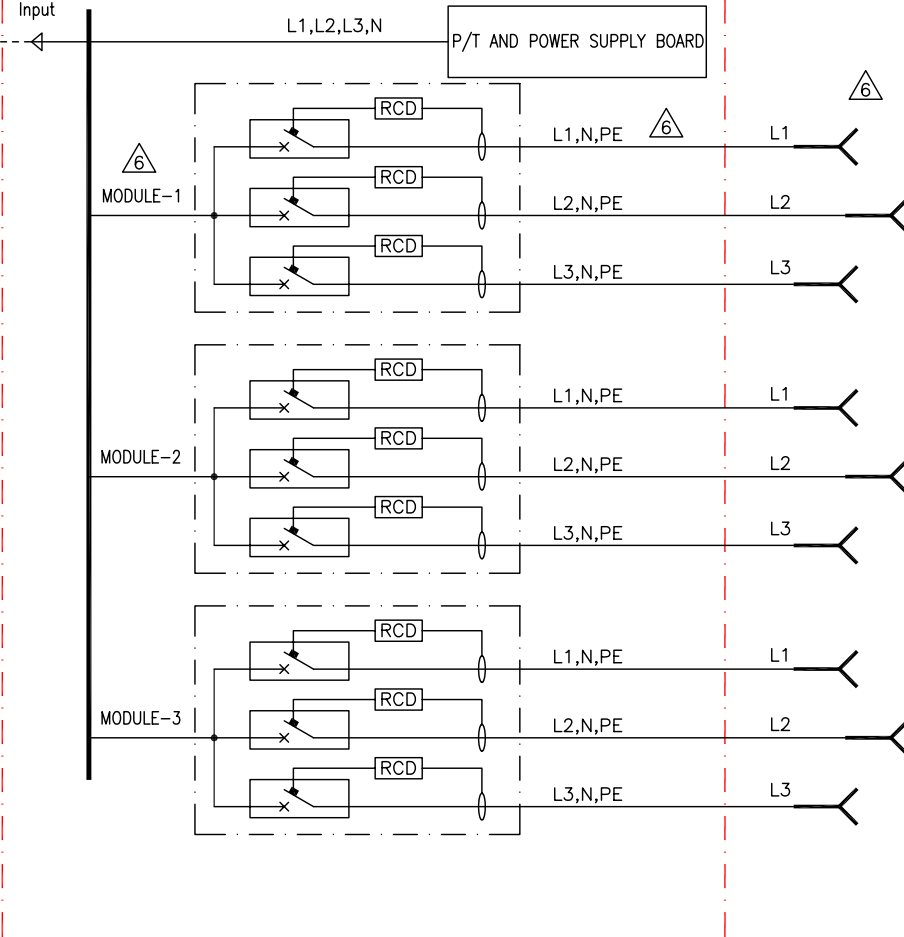 Input
L1,L2,L3,N
P/T AND POWER SUPPLY BOARD
6
RCD
L1,N,PE
6
L1
6
MODULE-1
RCD
L2,N,PE
L2
RCD
L3,N,PE
L3
RCD
L1,N,PE
L1
MODULE-2
RCD
L2,N,PE
L2
RCD
L3,N,PE
L3
RCD
L1,N,PE
L1
MODULE-3
RCD
L2,N,PE
L2
RCD
L3,N,PE
L3